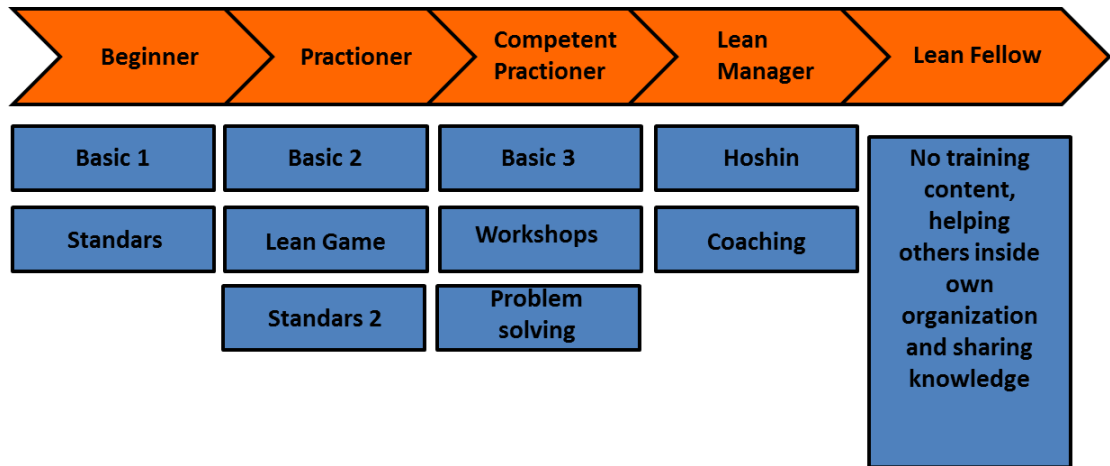 Beginner
Practioner
Competent
Practioner
Lean
Manager
Lean Fellow
Basic 1
Basic 2
Basic 3
Hoshin
No training
content,
helping
others inside
own
organization
and sharing
knowledge
Standars
Lean Game
Workshops
Coaching
Standars 2
Problem
solving